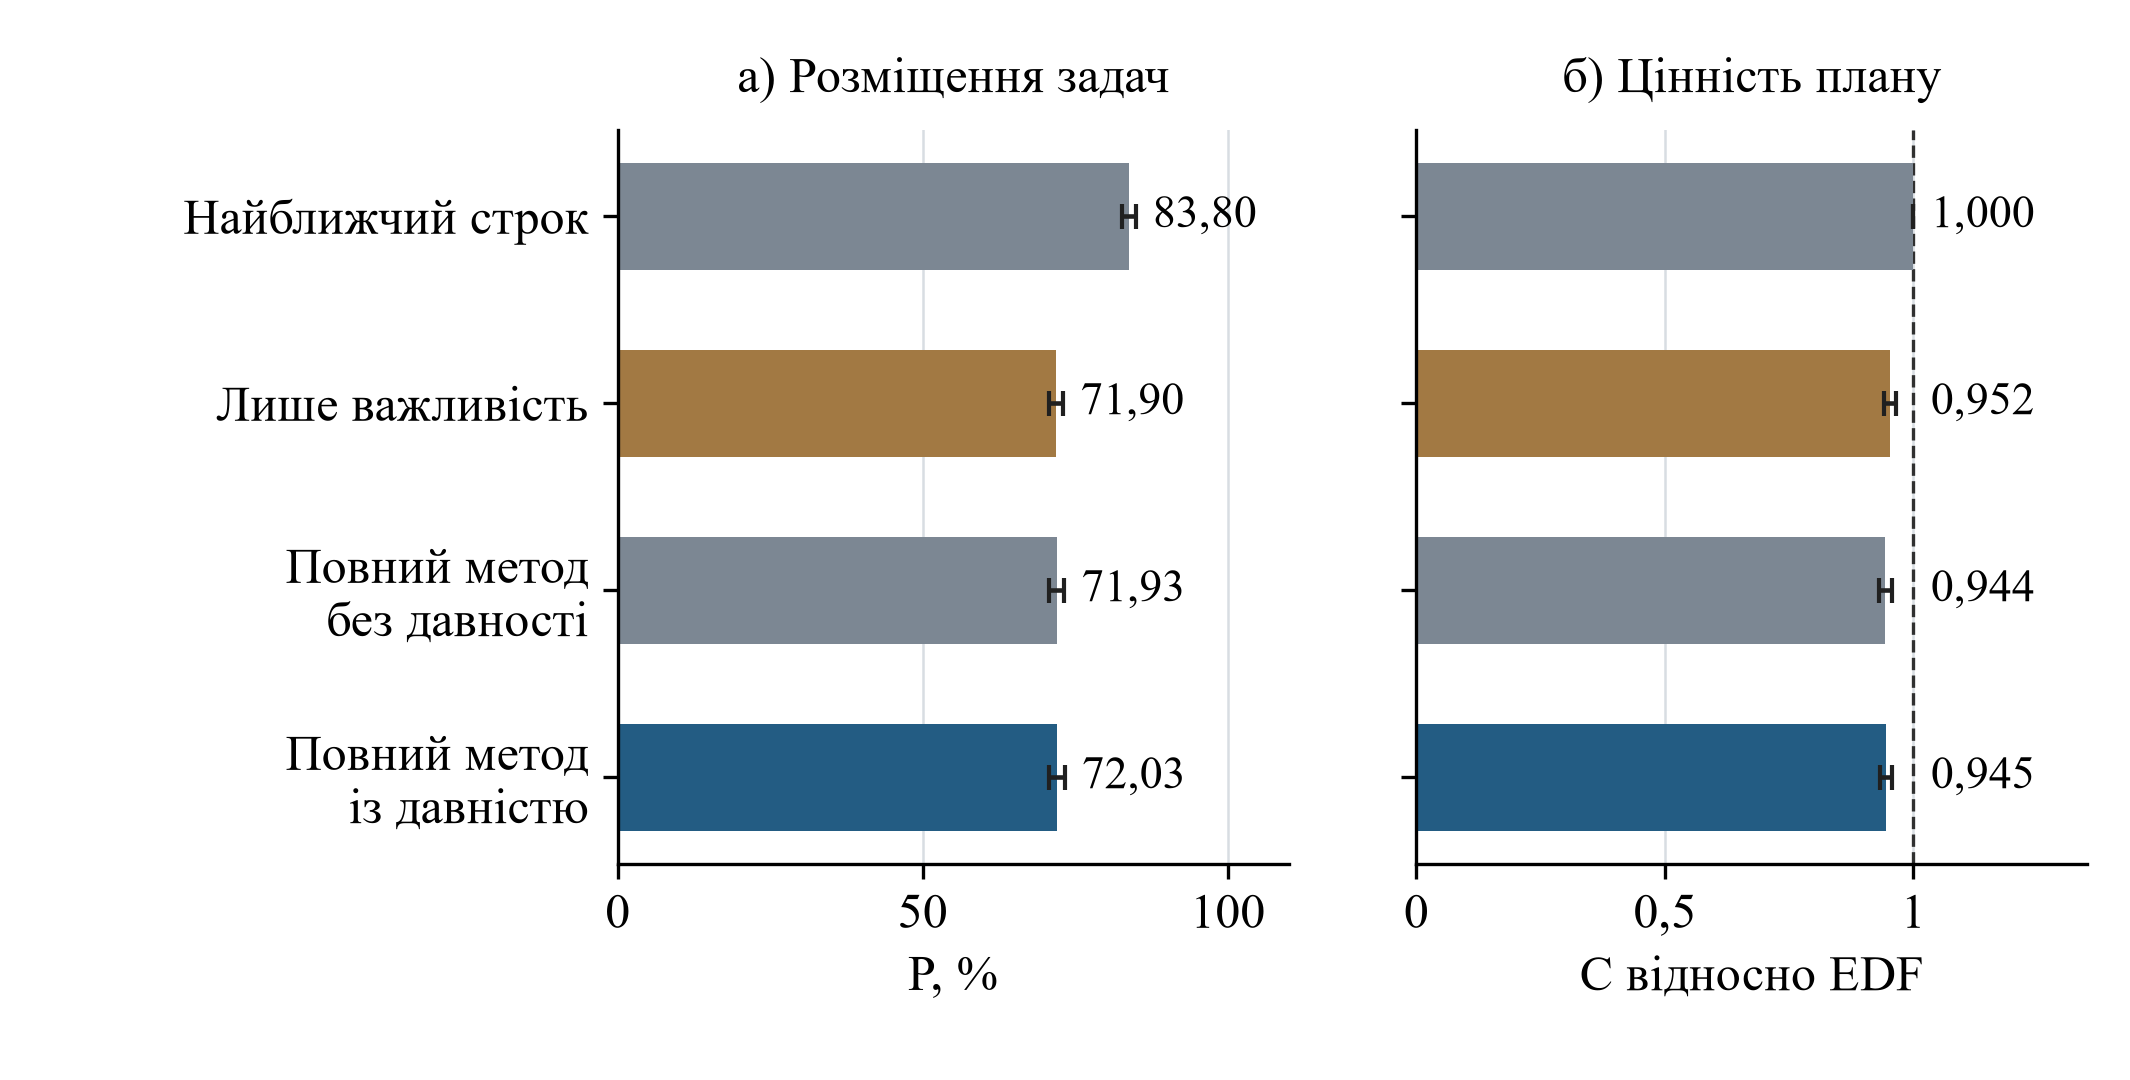 а) Розміщення задач
Найближчий строк
83,80
Лише важливість
71,90
Повний метод
без давності
71,93
Повний метод
із давністю
72,03
0
50
100
P, %
б) Цінність плану
1,000
0,952
0,944
0,945
0
0,5
1
C відносно EDF